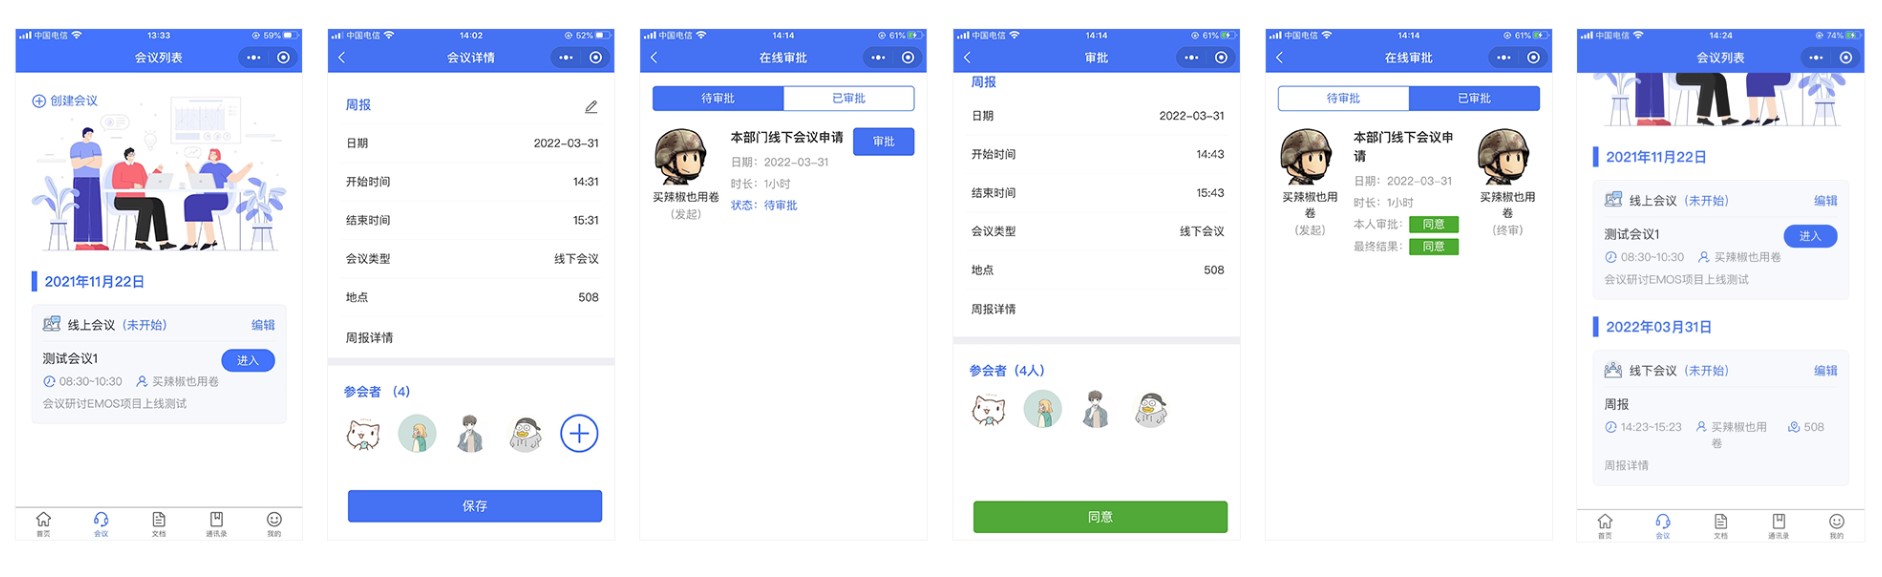 中国电信 13:33 59%
会议列表
创建会议
2021年11月22日
线上会议（未开始） 编辑
测试会议1 进入
08:30~10:30 买辣椒也用卷
会议研讨EMOS项目上线测试
首页 会议 文档 通讯录 我的
中国电信 14:02 52%
会议详情
周报
日期 2022-03-31
开始时间 14:31
结束时间 15:31
会议类型 线下会议
地点 508
周报详情
参会者 （4）
保存
中国电信 14:14 61%
在线审批
待审批 已审批
本部门线下会议申请 审批
日期：2022-03-31
时长：1小时
买辣椒也用卷
状态：待审批
（发起）
中国电信 14:14 61%
审批
周报
日期 2022-03-31
开始时间 14:43
结束时间 15:43
会议类型 线下会议
地点 508
周报详情
参会者（4人）
同意
中国电信 14:14 61%
在线审批
待审批 已审批
本部门线下会议申
请
日期：2022-03-31
时长：1小时
本人审批： 同意
最终结果： 同意
买辣椒也用
卷
（发起）
买辣椒也用
卷
（终审）
中国电信 14:24 74%
会议列表
2021年11月22日
线上会议（未开始） 编辑
测试会议1 进入
08:30~10:30 买辣椒也用卷
会议研讨EMOS项目上线测试
2022年03月31日
线下会议（未开始） 编辑
周报
14:23~15:23 买辣椒也用 508
卷
周报详情
首页 会议 文档 通讯录 我的